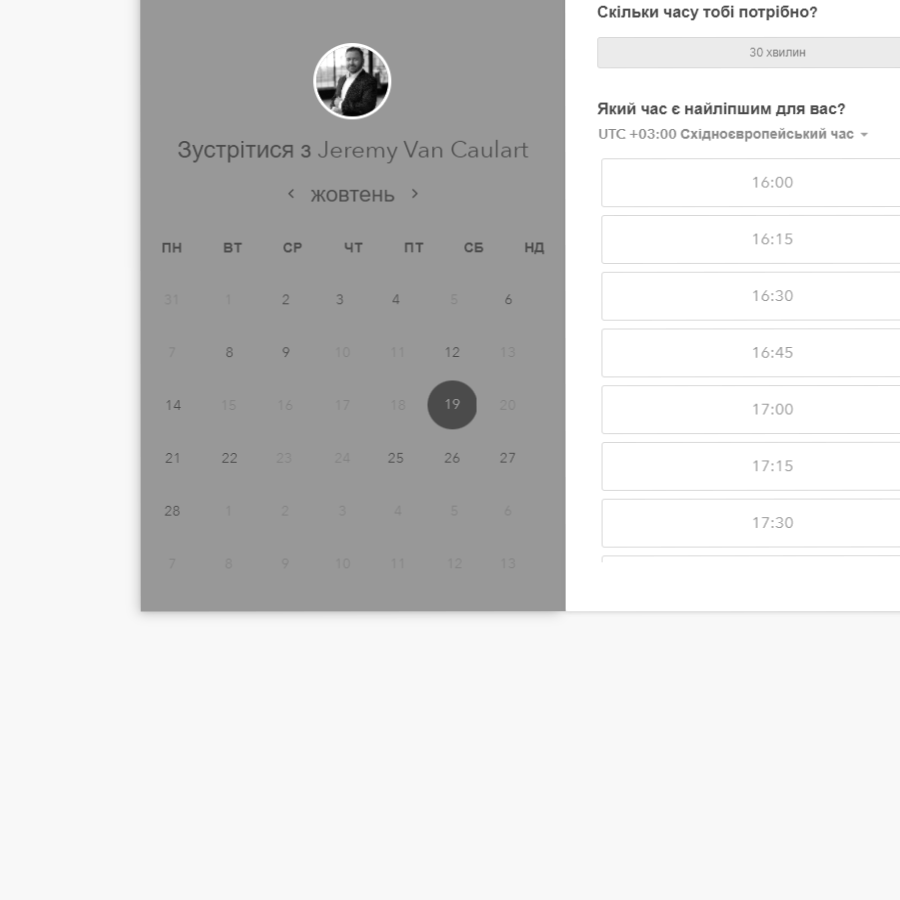 Зустрітися з Jeremy Van Caulart
жовтень
ПН ВТ СР ЧТ ПТ СБ НД
31 1 2 3 4 5 6
7 8 9 10 11 12 13
14 15 16 17 18 19 20
21 22 23 24 25 26 27
28 1 2 3 4 5 6
7 8 9 10 11 12 13
Скільки часу тобі потрібно?
30 хвилин
Який час є найліпшим для вас?
UTC +03:00 Східноєвропейський час
16:00
16:15
16:30
16:45
17:00
17:15
17:30